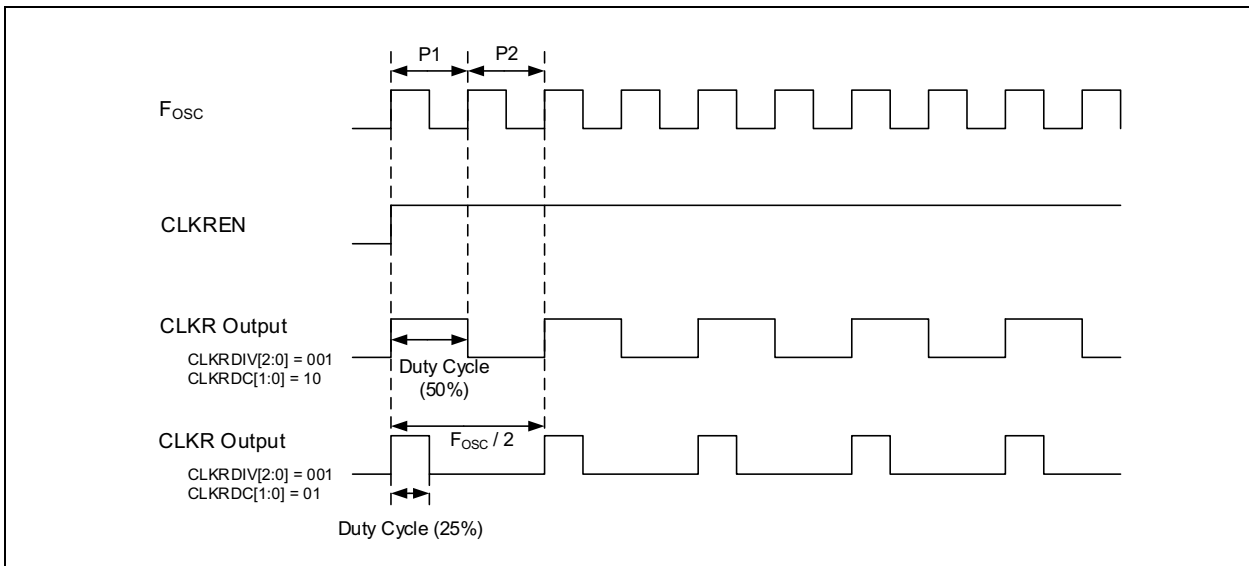 P1 P2
FOSC
CLKREN
CLKR Output
CLKRDIV[2:0] = 001
CLKRDC[1:0] = 10
Duty Cycle
(50%)
FOSC / 2
CLKR Output
CLKRDIV[2:0] = 001
CLKRDC[1:0] = 01
Duty Cycle (25%)